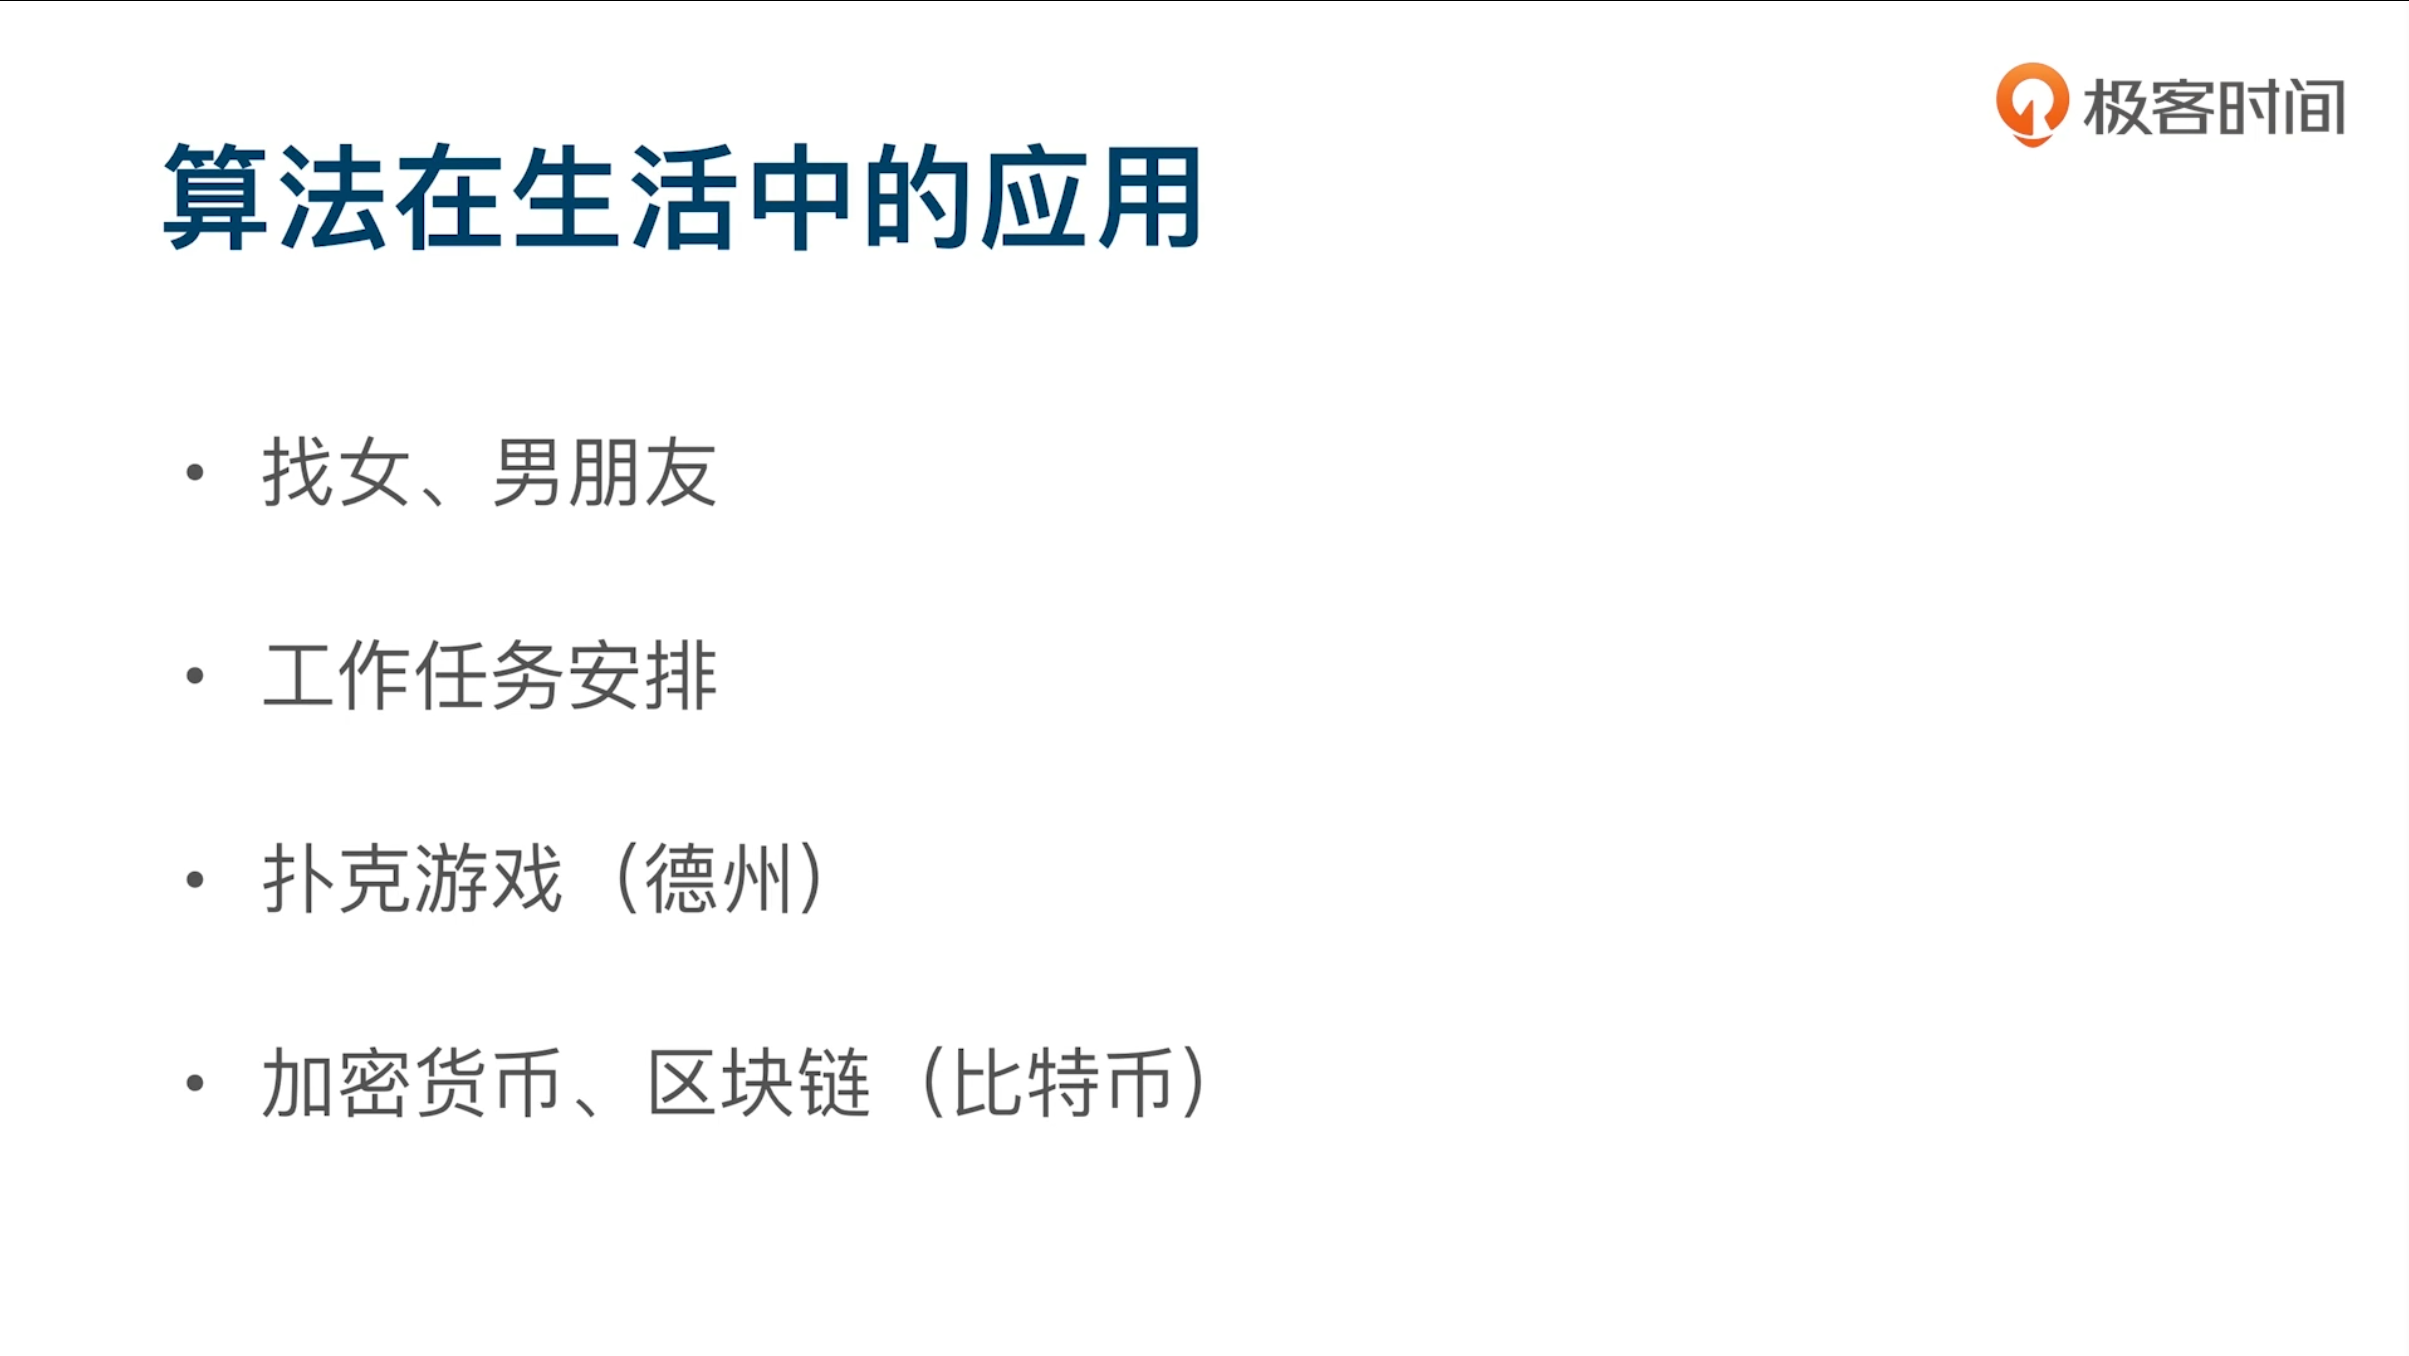 极客时间
算法在生活中的应用
• 找女、男朋友
• 工作任务安排
• 扑克游戏（德州）
• 加密货币、区块链 （比特币）